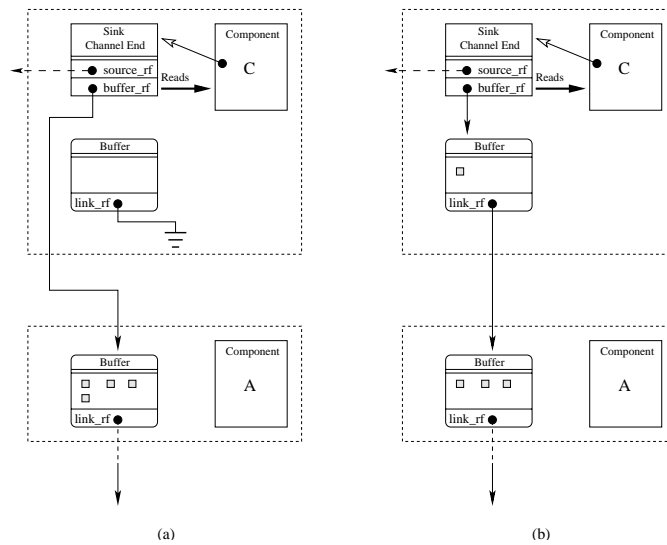 Sink
Channel End
source_rf
buffer_rf
Reads
Component
C
Buffer
link_rf
Buffer
link_rf
Component
A
(a)
Sink
Channel End
source_rf
buffer_rf
Reads
Component
C
Buffer
link_rf
Buffer
link_rf
Component
A
(b)